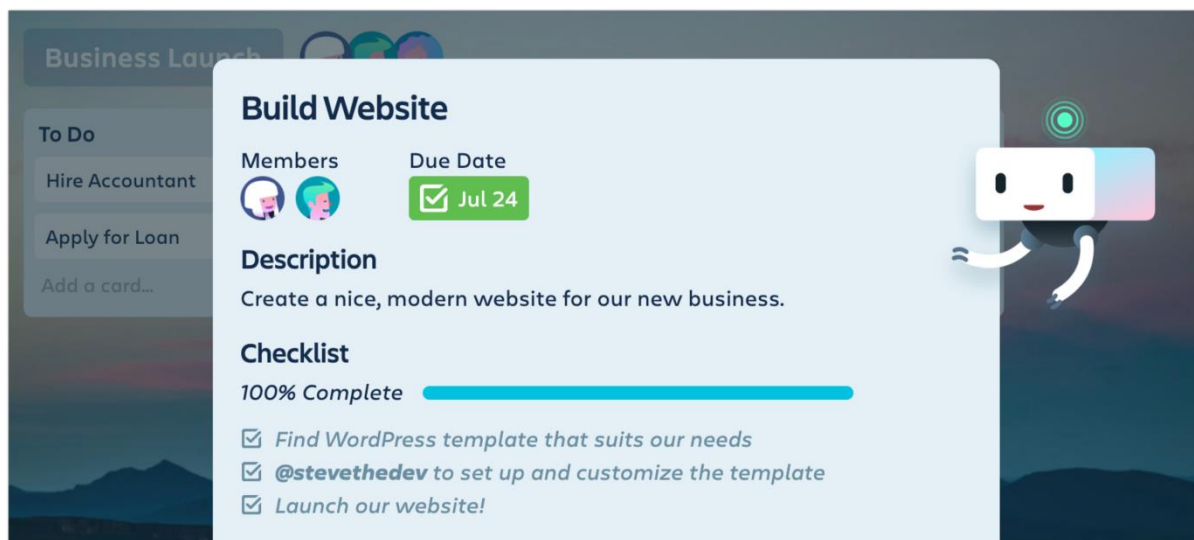 Business Launch
To Do
Hire Accountant
Apply for Loan
Add a card...
Build Website
Members
Due Date
Jul 24
Description
Create a nice, modern website for our new business.
Checklist
100% Complete
Find WordPress template that suits our needs
@stevethedev to set up and customize the template
Launch our website!